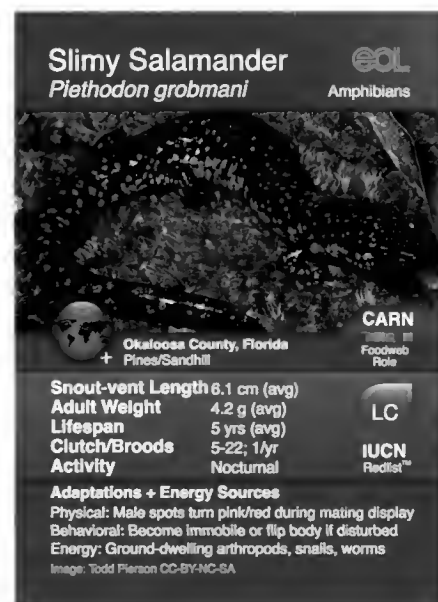 Slimy Salamander
Plethodon grobmani
eOL
Amphibians
CARN
Foodweb
Role
Okaloosa County, Florida
+ Pines/Sandhill
Snout-vent Length 6.1 cm (avg)
Adult Weight 4.2 g (avg)
Lifespan 5 yrs (avg)
Clutch/Broods 5-22; 1/yr
Activity Nocturnal
LC
IUCN
Redlist™
Adaptations + Energy Sources
Physical: Male spots turn pink/red during mating display
Behavioral: Become immobile or flip body if disturbed
Energy: Ground-dwelling arthropods, snails, worms
Image: Todd Pierson CC-BY-NC-SA